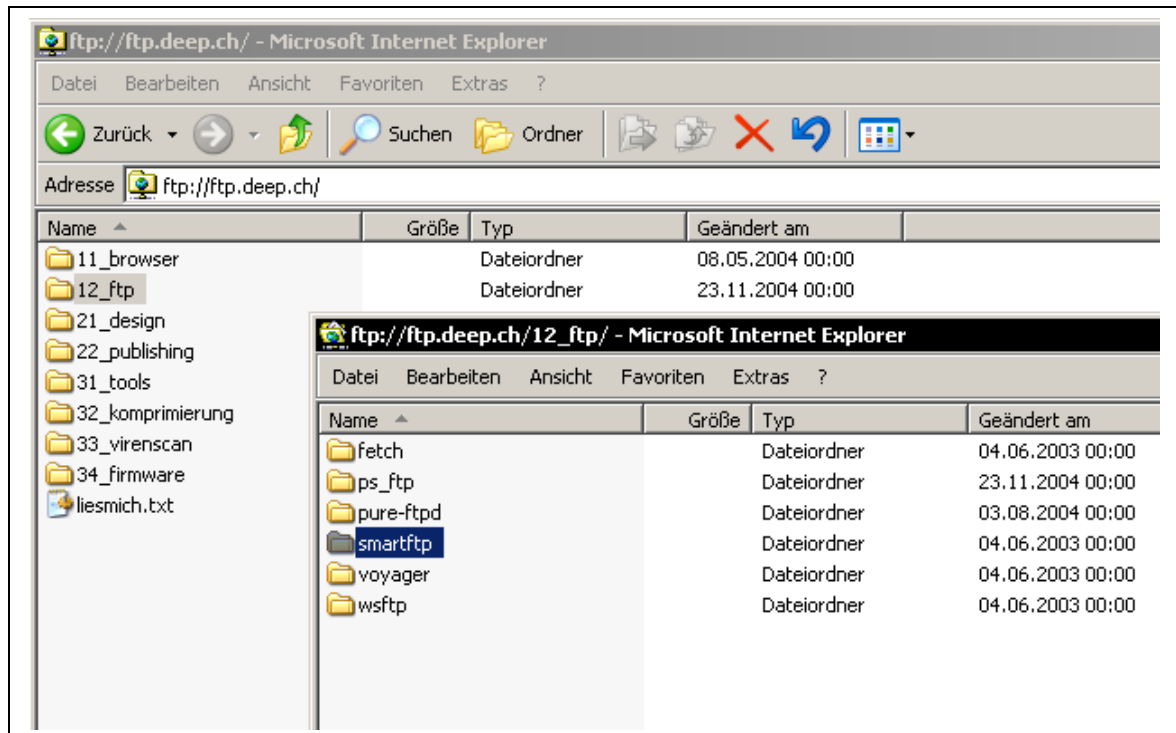 ftp://ftp.deep.ch/ - Microsoft Internet Explorer
Datei Bearbeiten Ansicht Favoriten Extras ?
Zurück Suchen Ordner
Adresse ftp://ftp.deep.ch/
Name Größe Typ Geändert am
11_browser Dateiordner 08.05.2004 00:00
12_ftp Dateiordner 23.11.2004 00:00
21_design
22_publishing
31_tools
32_komprimierung
33_virenscan
34_firmware
liesmich.txt
ftp://ftp.deep.ch/12_ftp/ - Microsoft Internet Explorer
Datei Bearbeiten Ansicht Favoriten Extras ?
Name Größe Typ Geändert am
fetch Dateiordner 04.06.2003 00:00
ps_ftp Dateiordner 23.11.2004 00:00
pure-ftpd Dateiordner 03.08.2004 00:00
smartftp Dateiordner 04.06.2003 00:00
voyager Dateiordner 04.06.2003 00:00
wsftp Dateiordner 04.06.2003 00:00